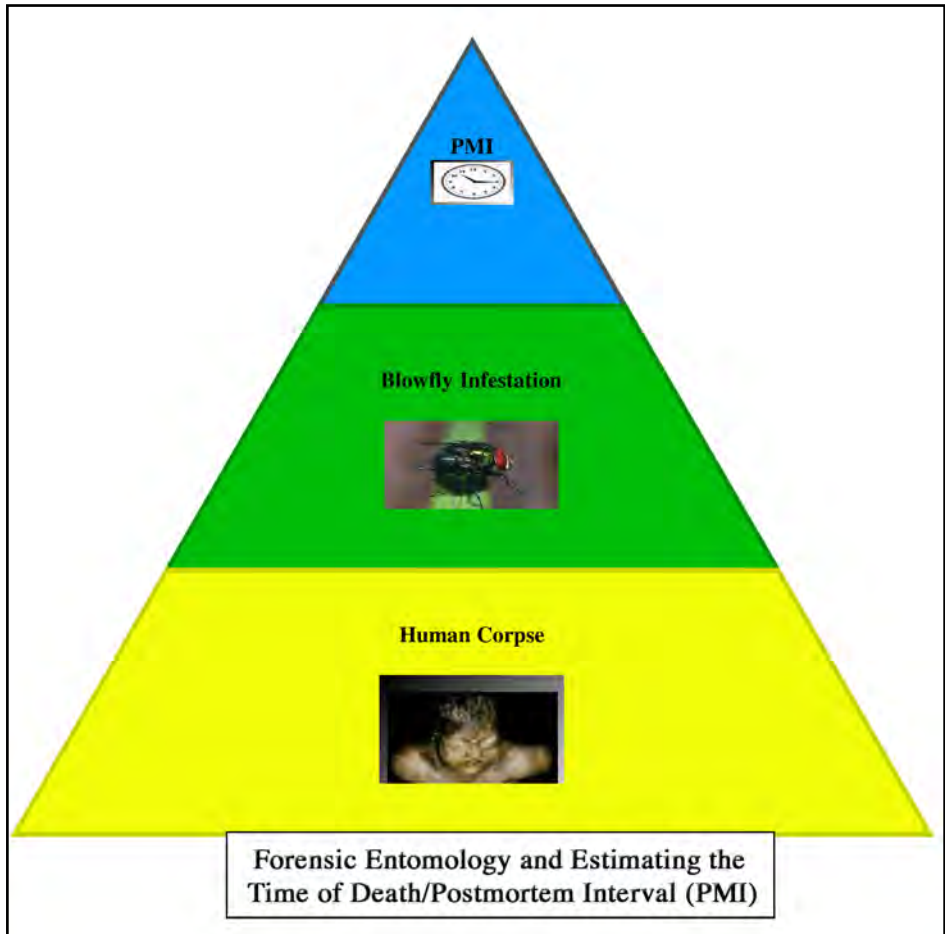 PMI
Blowfly Infestation
Human Corpse
Forensic Entomology and Estimating the
Time of Death/Postmortem Interval (PMI)